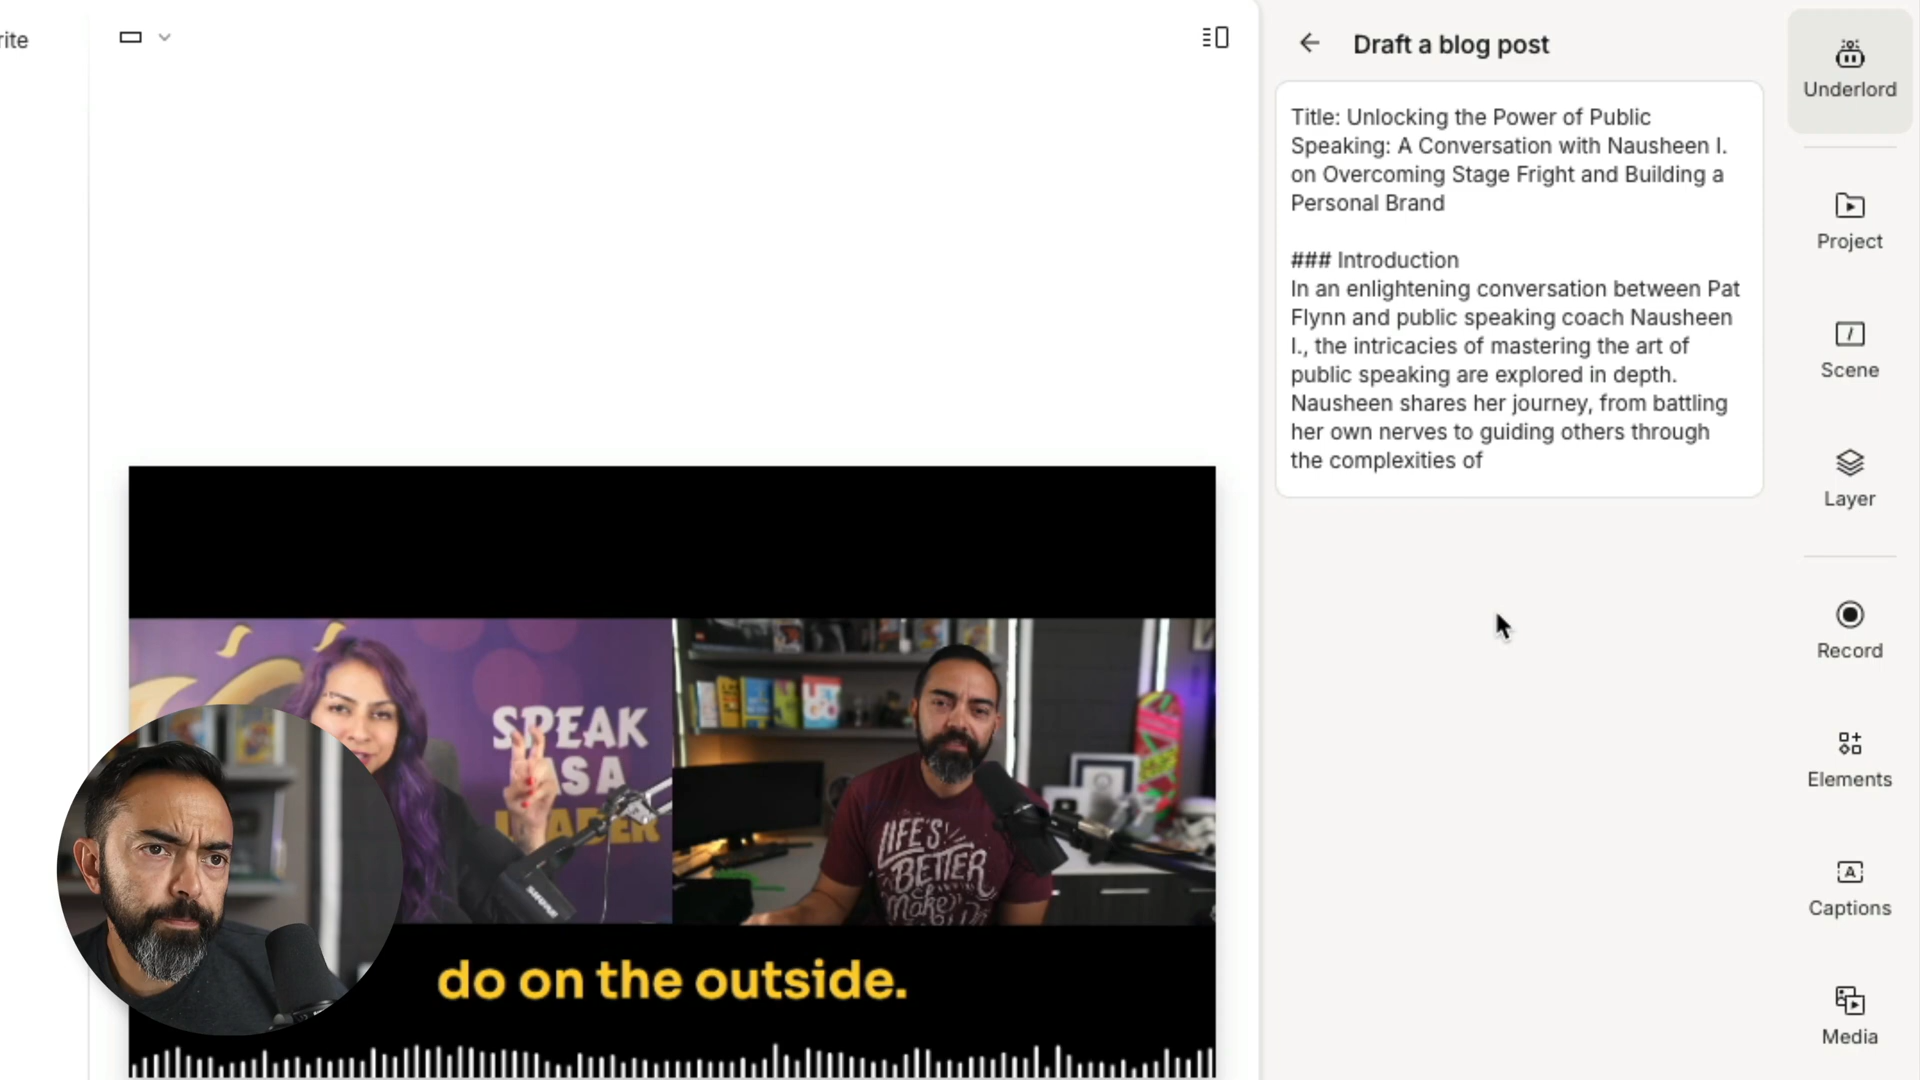 rite
Draft a blog post
Title: Unlocking the Power of Public
Speaking: A Conversation with Nausheen I.
on Overcoming Stage Fright and Building a
Personal Brand
### Introduction
In an enlightening conversation between Pat
Flynn and public speaking coach Nausheen
I., the intricacies of mastering the art of
public speaking are explored in depth.
Nausheen shares her journey, from battling
her own nerves to guiding others through
the complexities of
Underlord
Project
Scene
Layer
Record
Elements
Captions
Media
SPEAK
AS A
LEADER
SHURE
LIFE'S
BETTER
Make
do on the outside.